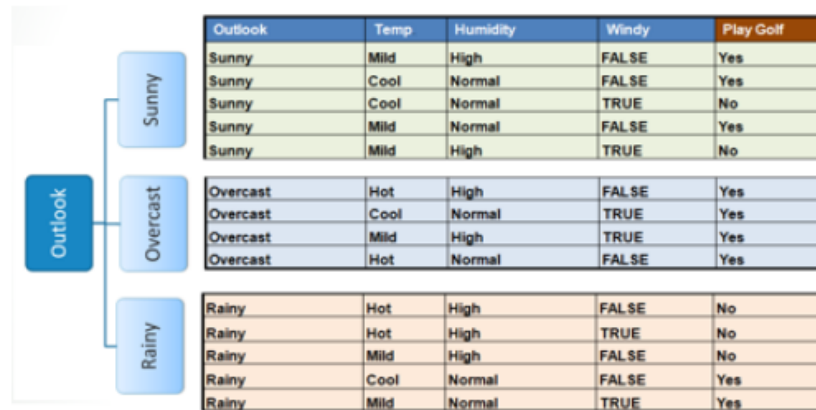 Outlook Temp Humidity Windy Play Golf
Sunny Mild High FALSE Yes
Sunny Cool Normal FALSE Yes
Sunny Cool Normal TRUE No
Sunny Mild Normal FALSE Yes
Sunny Mild High TRUE No
Overcast Hot High FALSE Yes
Overcast Cool Normal TRUE Yes
Overcast Mild High TRUE Yes
Overcast Hot Normal FALSE Yes
Rainy Hot High FALSE No
Rainy Hot High TRUE No
Rainy Mild High FALSE No
Rainy Cool Normal FALSE Yes
Rainy Mild Normal TRUE Yes
Outlook
Sunny
Overcast
Rainy